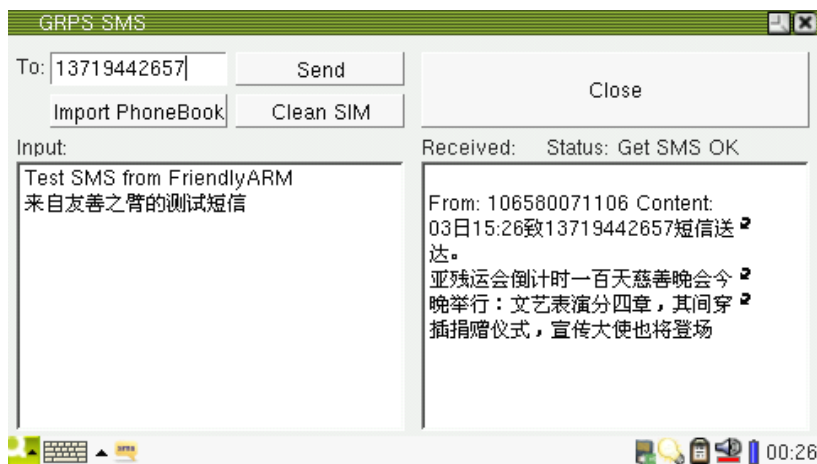 GRPS SMS
To: 13719442657
Send
Close
Import PhoneBook
Clean SIM
Input:
Received: Status: Get SMS OK
Test SMS from FriendlyARM
来自友善之臂的测试短信
From: 106580071106 Content:
03日15:26致13719442657短信送
达。
亚残运会倒计时一百天慈善晚会今
晚举行：文艺表演分四章，其间穿
插捐赠仪式，宣传大使也将登场
00:26